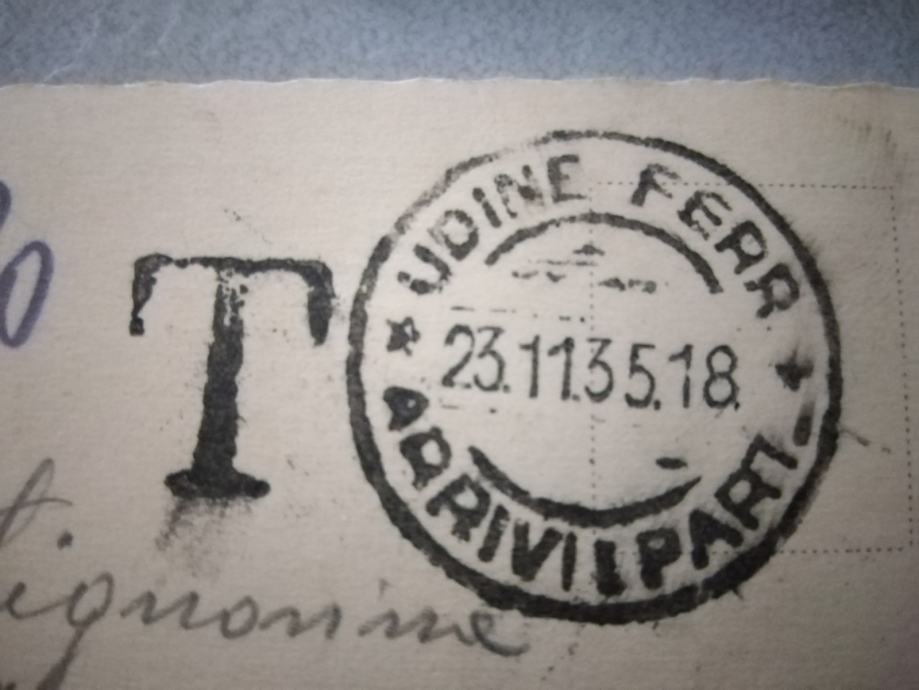 UDINE FERR
T
23.11.35.18.
ARRIVI E PART.